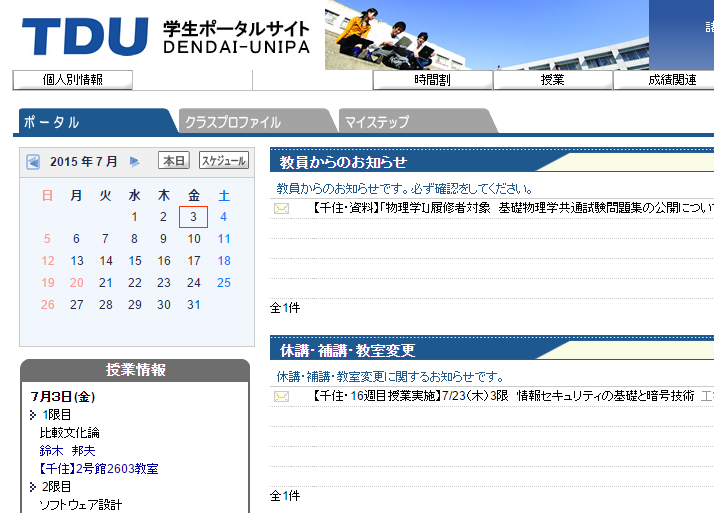 TDU 学生ポータルサイト
DENDAI-UNIPA
個人別情報 時間割 授業 成績関連
ポータル クラスプロファイル マイステップ
2015 年 7 月 本日 スケジュール
日 月 火 水 木 金 土
1 2 3 4
5 6 7 8 9 10 11
12 13 14 15 16 17 18
19 20 21 22 23 24 25
26 27 28 29 30 31
授業情報
7月3日(金)
1限目
比較文化論
鈴木 邦夫
【千住】2号館2603教室
2限目
ソフトウェア設計
教員からのお知らせ
教員からのお知らせです。必ず確認をしてください。
【千住・資料】「物理学Ⅰ」履修者対象 基礎物理学共通試験問題集の公開につい
全1件
休講・補講・教室変更
休講・補講・教室変更に関するお知らせです。
【千住・16週目授業実施】7/23(木)3限 情報セキュリティの基礎と暗号技術 工
全1件